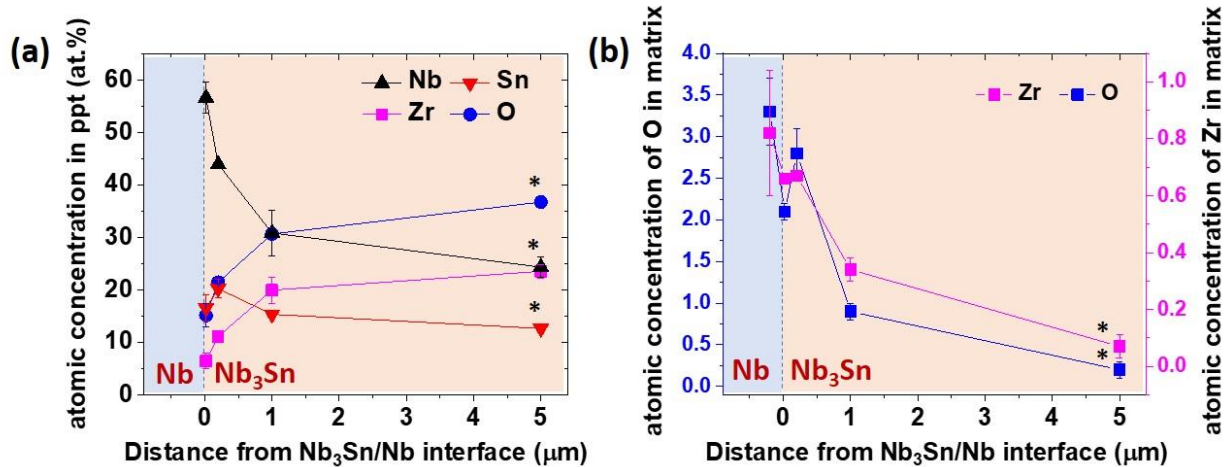 (a)
atomic concentration in ppt (at.%)
60
50
40
30
20
10
0
Nb
Sn
Zr
O
*
*
*
Nb
Nb₃Sn
0
1
2
3
4
5
Distance from Nb₃Sn/Nb interface (μm)
(b)
atomic concentration of O in matrix
4.0
3.5
3.0
2.5
2.0
1.5
1.0
0.5
0.0
Zr
O
*
*
Nb
Nb₃Sn
0
1
2
3
4
5
Distance from Nb₃Sn/Nb interface (μm)
1.0
0.8
0.6
0.4
0.2
0.0
atomic concentration of Zr in matrix